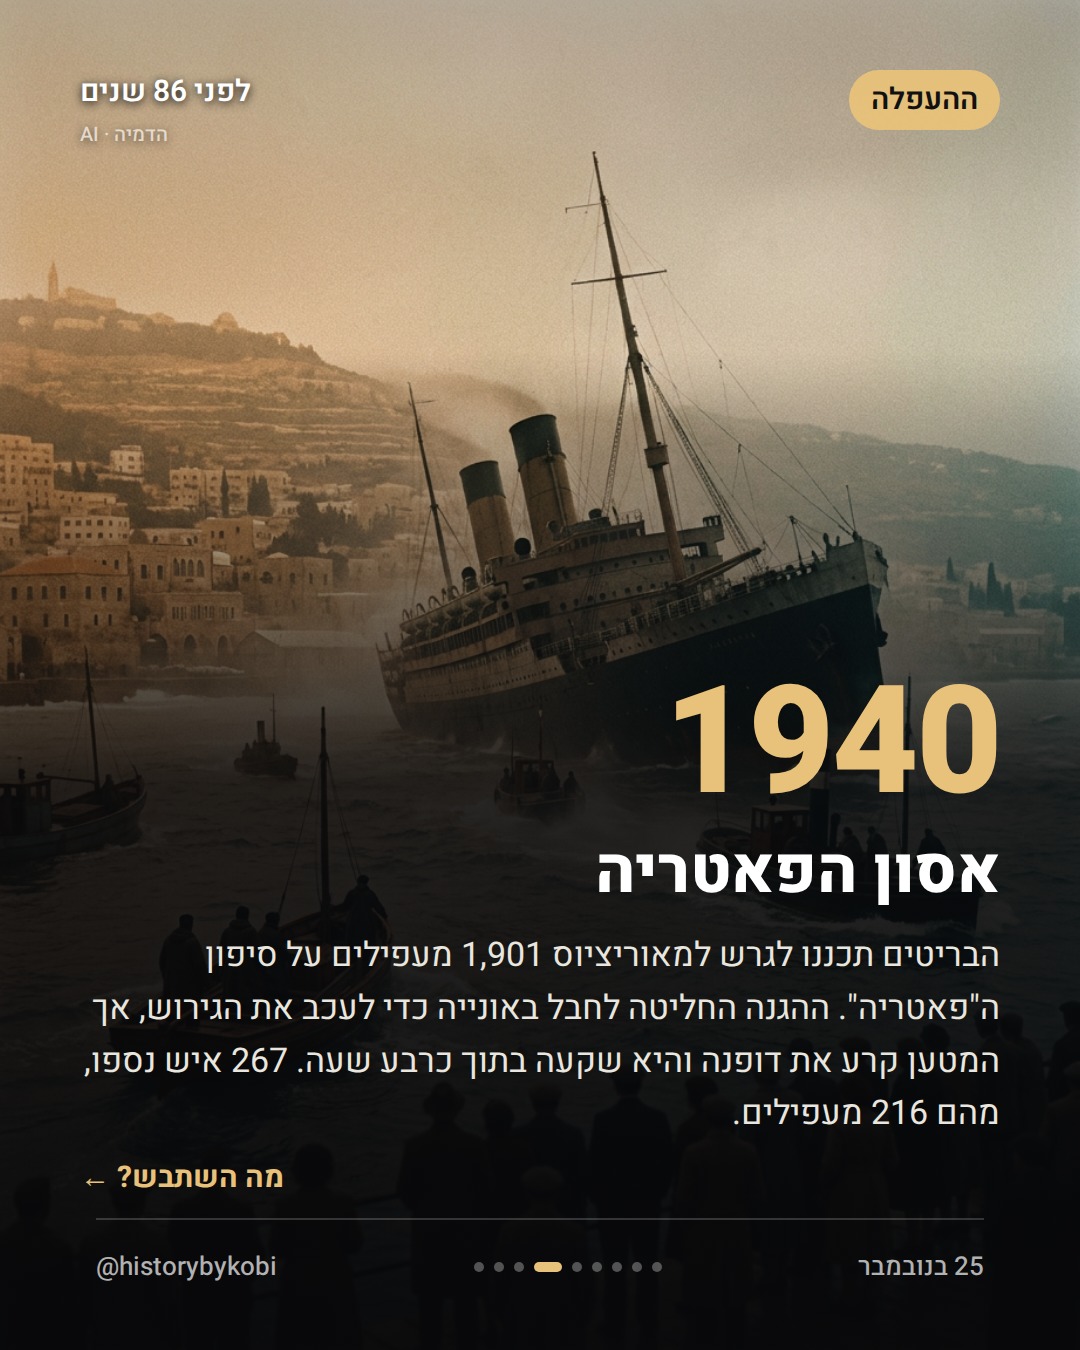 ההעפלה
לפני 86 שנים
הדמיה · AI
1940
אסון הפאטריה
הבריטים תכננו לגרש למאוריציוס 1,901 מעפילים על סיפון
ה"פאטריה". ההגנה החליטה לחבל באונייה כדי לעכב את הגירוש, אך
המטען קרע את דופנה והיא שקעה בתוך כרבע שעה. 267 איש נספו,
מהם 216 מעפילים.
מה השתבש? ←
25 בנובמבר
@historybykobi